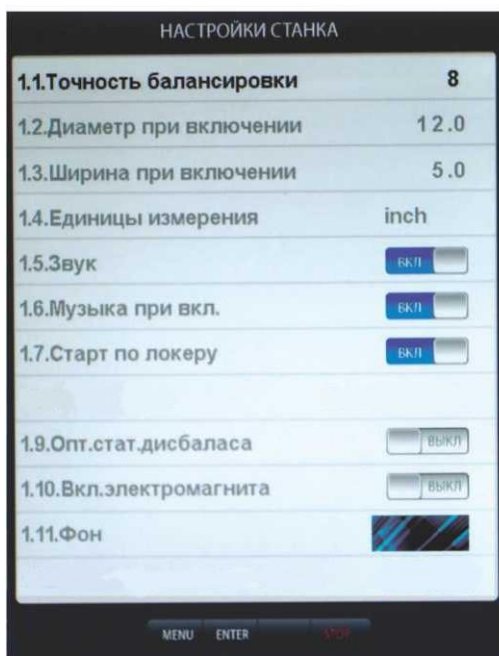 НАСТРОЙКИ СТАНКА
1.1.Точность балансировки 8
1.2.Диаметр при включении 12.0
1.3.Ширина при включении 5.0
1.4.Единицы измерения inch
1.5.Звук ВКЛ
1.6.Музыка при вкл. ВКЛ
1.7.Старт по локеру ВКЛ
1.9.Опт.стат.дисбаласа ВЫКЛ
1.10.Вкл.электромагнита ВЫКЛ
1.11.Фон
MENU ENTER STOP